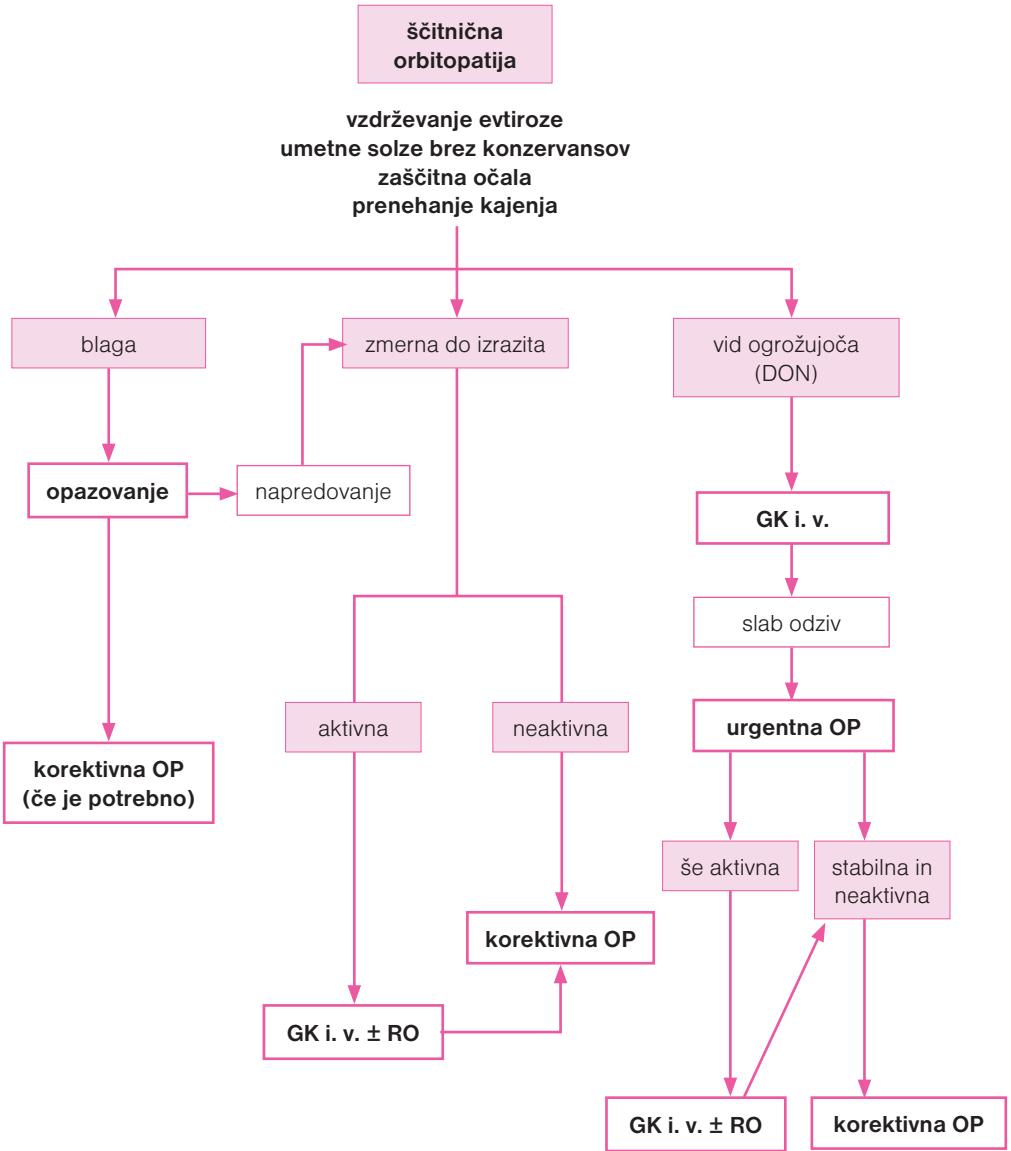 ščitnična
orbitopatija
vzdrževanje evtiroze
umetne solze brez konzervansov
zaščitna očala
prenehanje kajenja
blaga
zmerna do izrazita
vid ogrožujoča
(DON)
opazovanje
napredovanje
GK i. v.
slab odziv
aktivna
neaktivna
urgentna OP
korektivna OP
(če je potrebno)
še aktivna
stabilna in
neaktivna
korektivna OP
GK i. v. ± RO
GK i. v. ± RO
korektivna OP